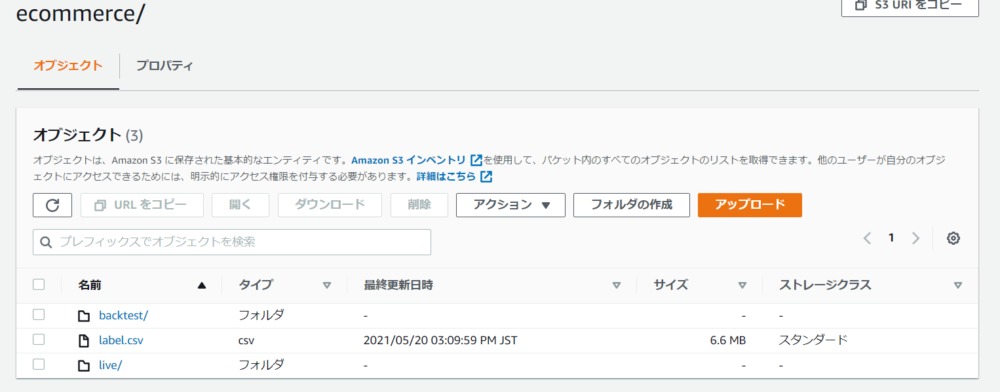 ecommerce/
S3 URI をコピー
オブジェクト
プロパティ
オブジェクト (3)
オブジェクトは、Amazon S3 に保存された基本的なエンティティです。Amazon S3 インベントリ を使用して、バケット内のすべてのオブジェクトのリストを取得できます。他のユーザーが自分のオブジ
ェクトにアクセスできるためには、明示的にアクセス権限を付与する必要があります。詳細はこちら
URL をコピー 開く ダウンロード 削除 アクション ▼ フォルダの作成 アップロード
プレフィックスでオブジェクトを検索
1
名前 ▲ タイプ ▽ 最終更新日時 ▽ サイズ ▽ ストレージクラス ▽
backtest/ フォルダ - - -
label.csv csv 2021/05/20 03:09:59 PM JST 6.6 MB スタンダード
live/ フォルダ - - -